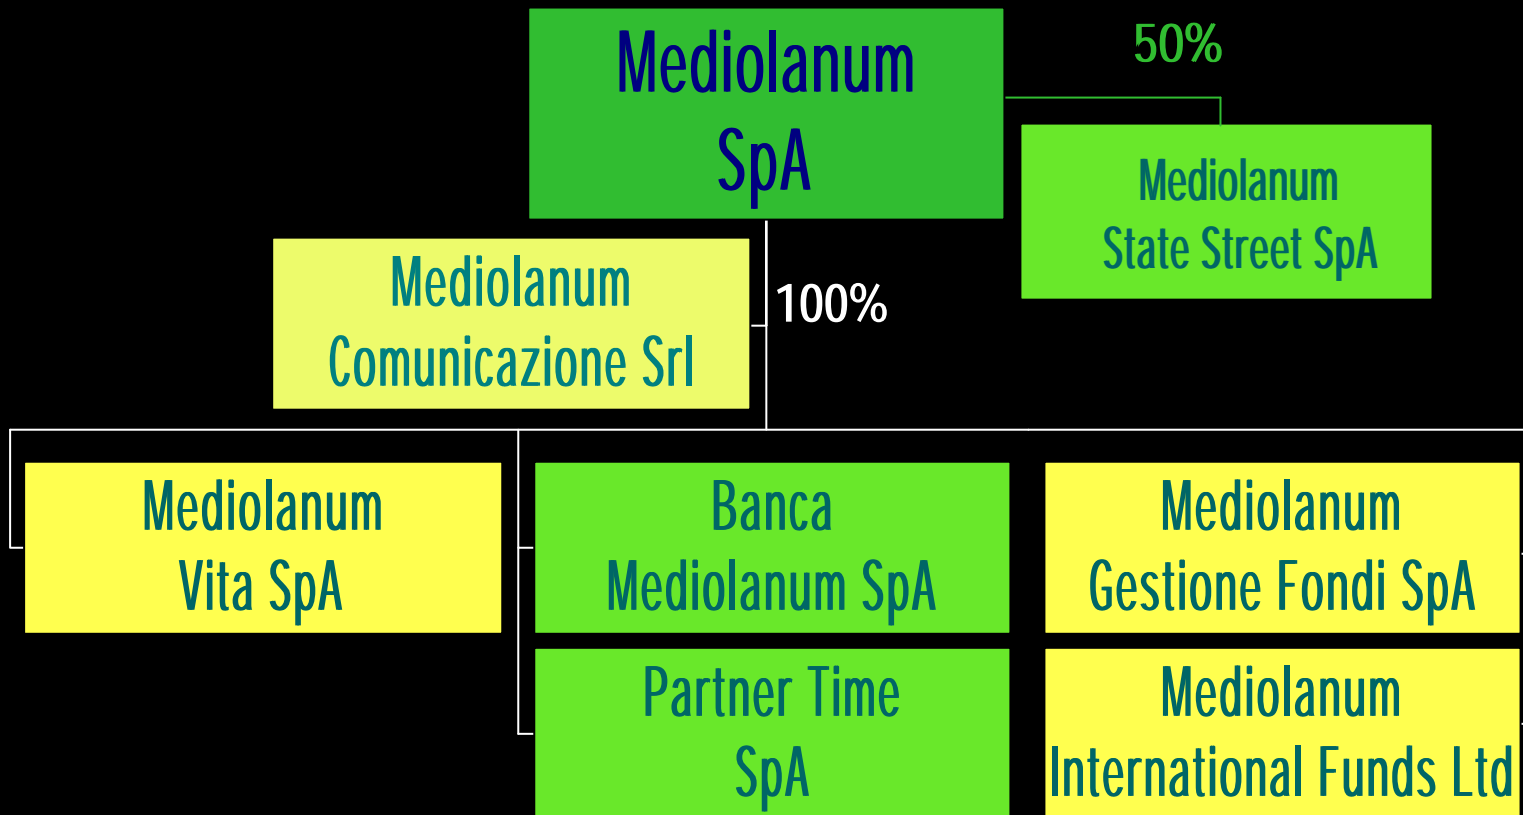 Mediolanum
SpA
50%
Mediolanum
State Street SpA
Mediolanum
Comunicazione Srl
100%
Mediolanum
Vita SpA
Banca
Mediolanum SpA
Mediolanum
Gestione Fondi SpA
Partner Time
SpA
Mediolanum
International Funds Ltd